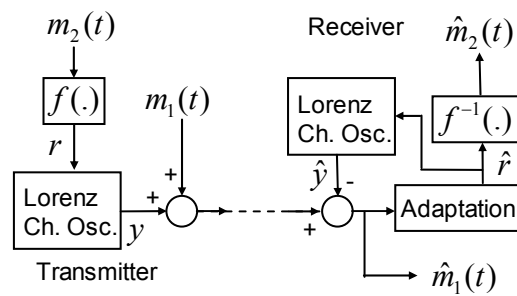 m₂(t)
f(.)
r
Lorenz
Ch. Osc.
Transmitter
m₁(t)
+
+
y
+
Receiver
Lorenz
Ch. Osc.
ŷ
-
m̂₂(t)
f⁻¹(.)
r̂
Adaptation
m̂₁(t)